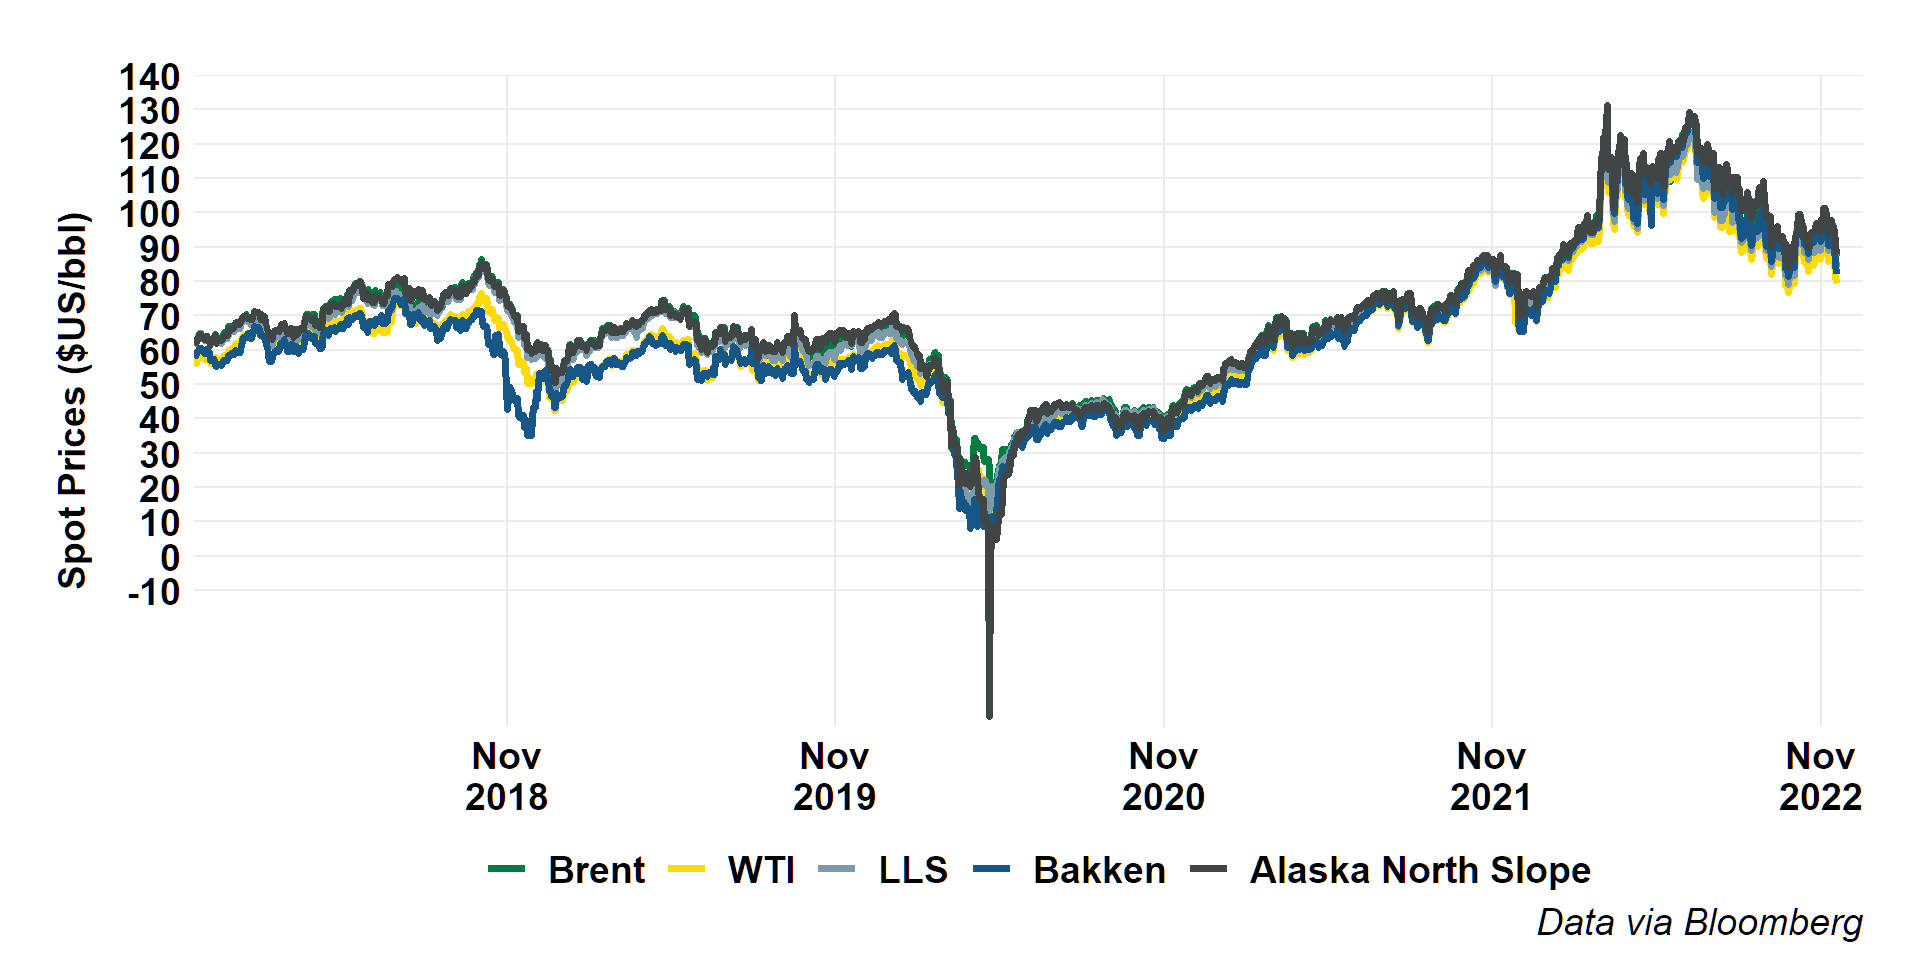 140
130
120
110
100
90
80
70
60
50
40
30
20
10
0
-10
Spot Prices ($US/bbl)
Nov 2018
Nov 2019
Nov 2020
Nov 2021
Nov 2022
Brent WTI LLS Bakken Alaska North Slope
Data via Bloomberg